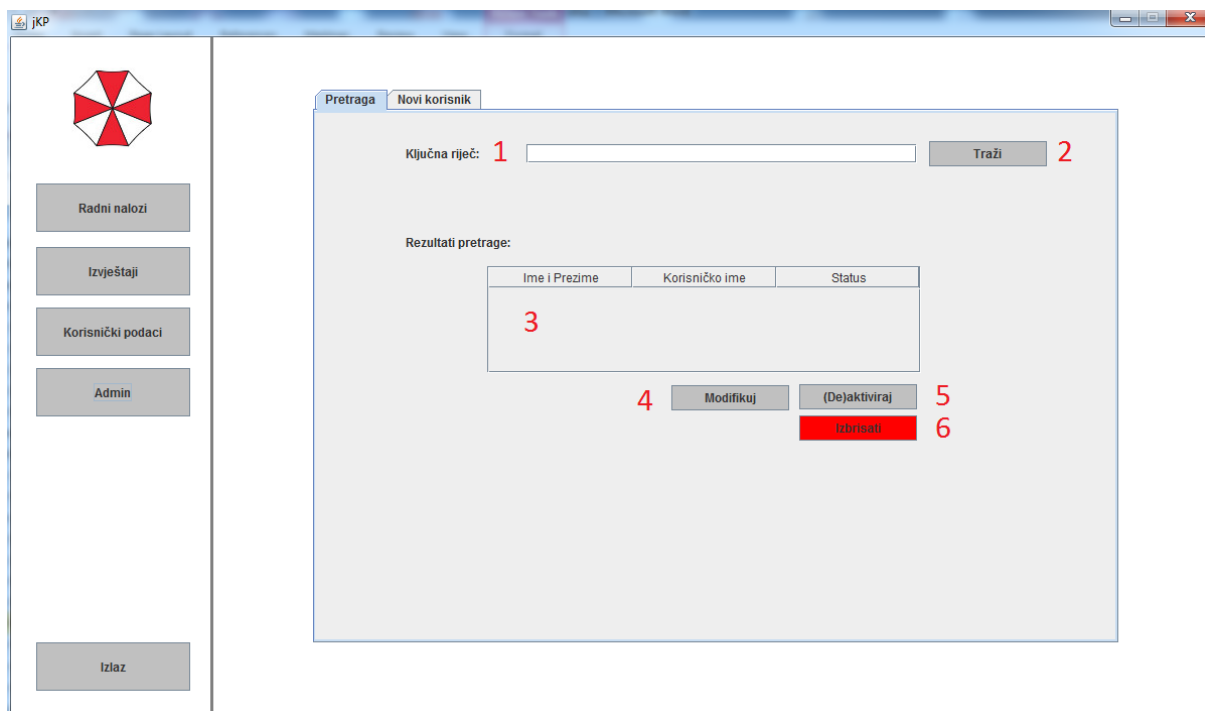 jKP
Pretraga Novi korisnik
Ključna riječ: 1 Traži 2
Radni nalozi
Rezultati pretrage:
Izvještaji
Ime i Prezime Korisničko ime Status
3
Korisnički podaci
Admin
4 Modifikuj (De)aktiviraj 5
Izbrisati 6
Izlaz